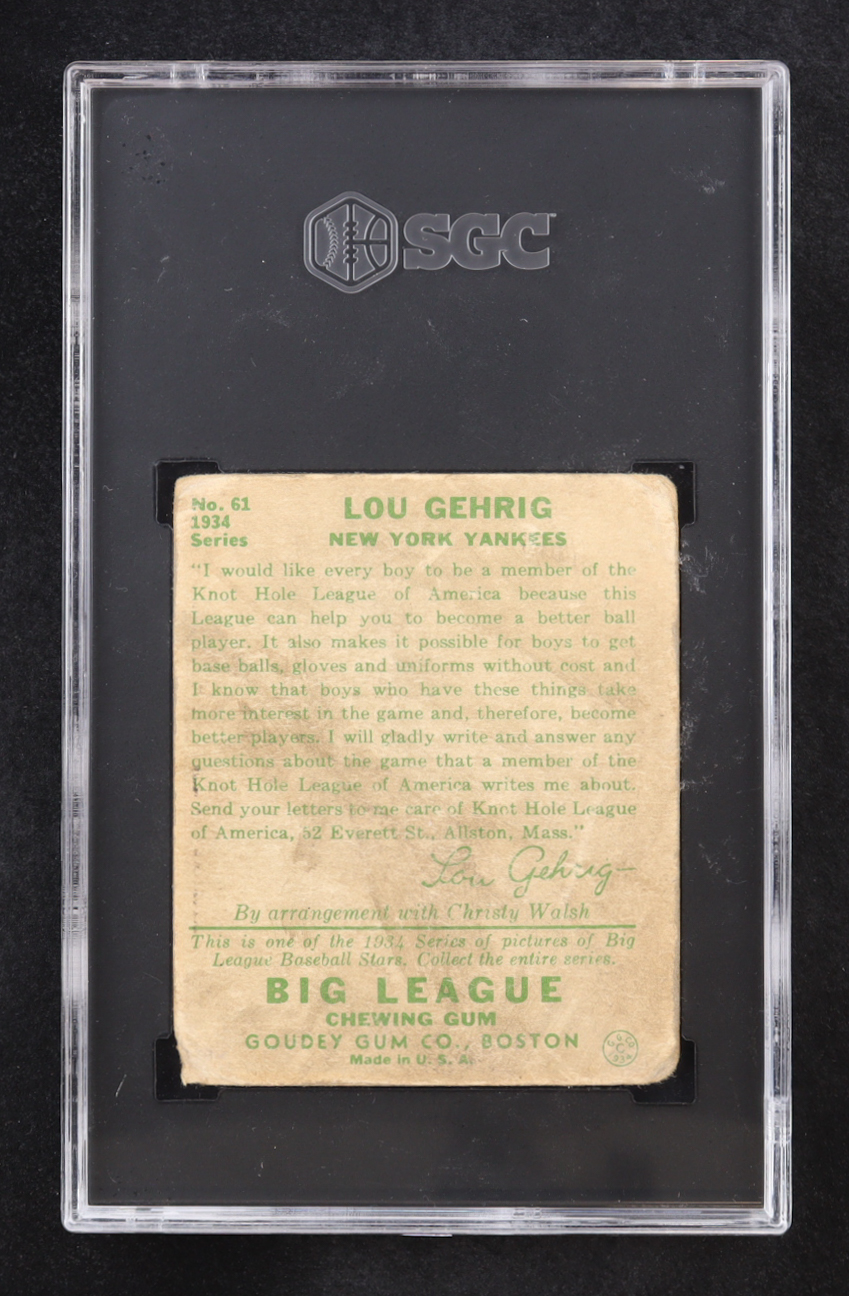 SGC
No. 61
1934
Series
LOU GEHRIG
NEW YORK YANKEES
"I would like every boy to be a member of the
Knot Hole League of America because this
League can help you to become a better ball
player. It also makes it possible for boys to get
base balls, gloves and uniforms without cost and
I know that boys who have these things take
more interest in the game and, therefore, become
better players. I will gladly write and answer any
questions about the game that a member of the
Knot Hole League of America writes me about.
Send your letters to me care of Knot Hole League
of America, 52 Everett St., Allston, Mass."
Lou Gehrig
By arrangement with Christy Walsh
This is one of the 1934 Series of pictures of Big
League Baseball Stars. Collect the entire series.
BIG LEAGUE
CHEWING GUM
GOUDEY GUM CO., BOSTON
Made in U. S. A.